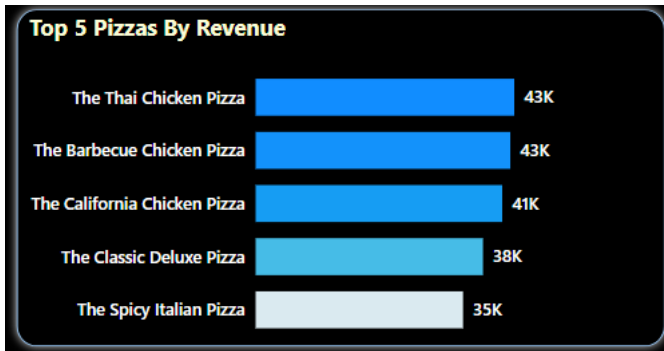 Top 5 Pizzas By Revenue
The Thai Chicken Pizza 43K
The Barbecue Chicken Pizza 43K
The California Chicken Pizza 41K
The Classic Deluxe Pizza 38K
The Spicy Italian Pizza 35K